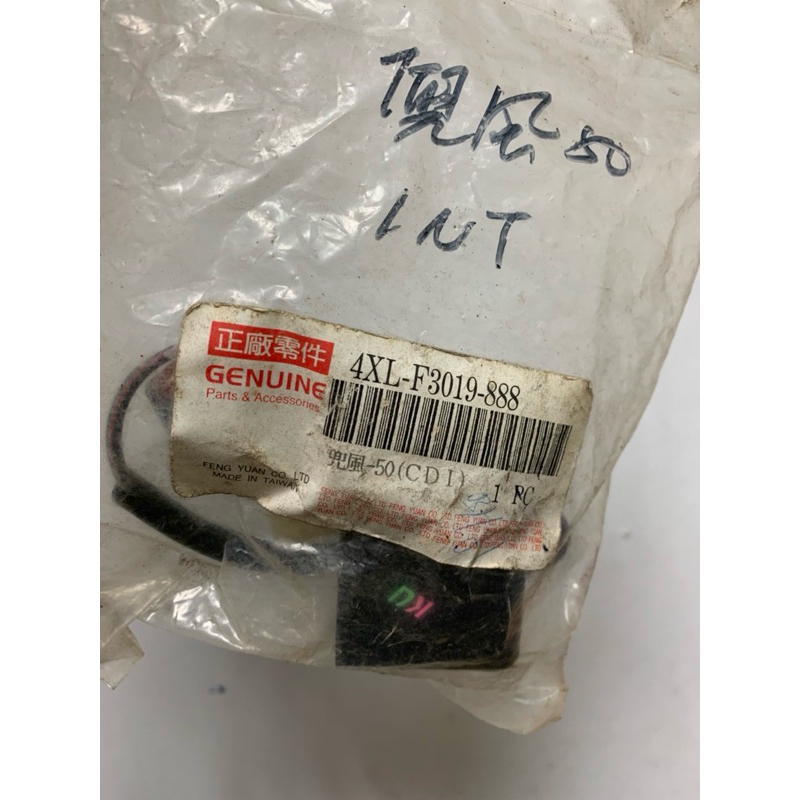 兜風50
INT
正廠零件
GENUINE
Parts & Accessories
4XL-F3019-888
兜風-50(CDI)
1 PC
FENG YUAN CO. LTD
MADE IN TAIWAN